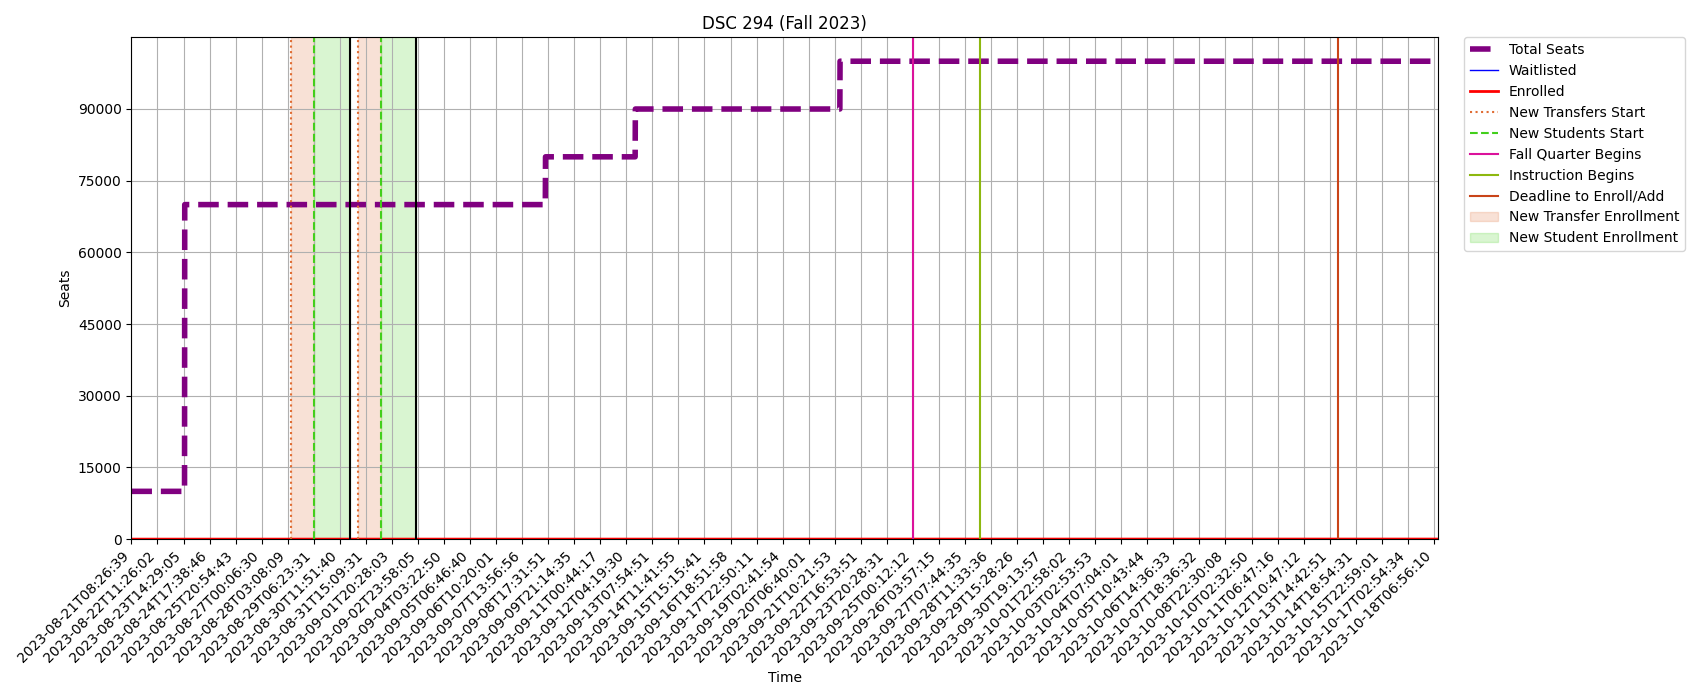 DSC 294 (Fall 2023)
Total Seats
Waitlisted
Enrolled
New Transfers Start
New Students Start
Fall Quarter Begins
Instruction Begins
Deadline to Enroll/Add
New Transfer Enrollment
New Student Enrollment
Seats
90000
75000
60000
45000
30000
15000
0
2023-08-21T08:26:39
2023-08-22T11:26:02
2023-08-23T14:29:05
2023-08-24T17:38:46
2023-08-25T20:54:43
2023-08-27T00:06:30
2023-08-28T03:08:09
2023-08-29T06:23:31
2023-08-30T11:51:40
2023-08-31T15:09:31
2023-09-01T20:28:03
2023-09-02T23:58:05
2023-09-04T03:22:50
2023-09-05T06:46:40
2023-09-06T10:20:01
2023-09-07T13:56:56
2023-09-08T17:31:51
2023-09-09T21:14:35
2023-09-11T00:44:17
2023-09-12T04:19:30
2023-09-13T07:54:51
2023-09-14T11:41:55
2023-09-15T15:15:41
2023-09-16T18:51:58
2023-09-17T22:50:11
2023-09-19T02:41:54
2023-09-20T06:40:01
2023-09-21T10:21:53
2023-09-22T16:53:51
2023-09-23T20:28:31
2023-09-25T00:12:12
2023-09-26T03:57:15
2023-09-27T07:44:35
2023-09-28T11:33:36
2023-09-29T15:28:26
2023-09-30T19:13:57
2023-10-01T22:58:02
2023-10-03T02:53:53
2023-10-04T07:04:01
2023-10-05T10:43:44
2023-10-06T14:36:33
2023-10-07T18:36:32
2023-10-08T22:30:08
2023-10-10T02:32:50
2023-10-11T06:47:16
2023-10-12T10:47:12
2023-10-13T14:42:51
2023-10-14T18:54:31
2023-10-15T22:59:01
2023-10-17T02:54:34
2023-10-18T06:56:10
Time